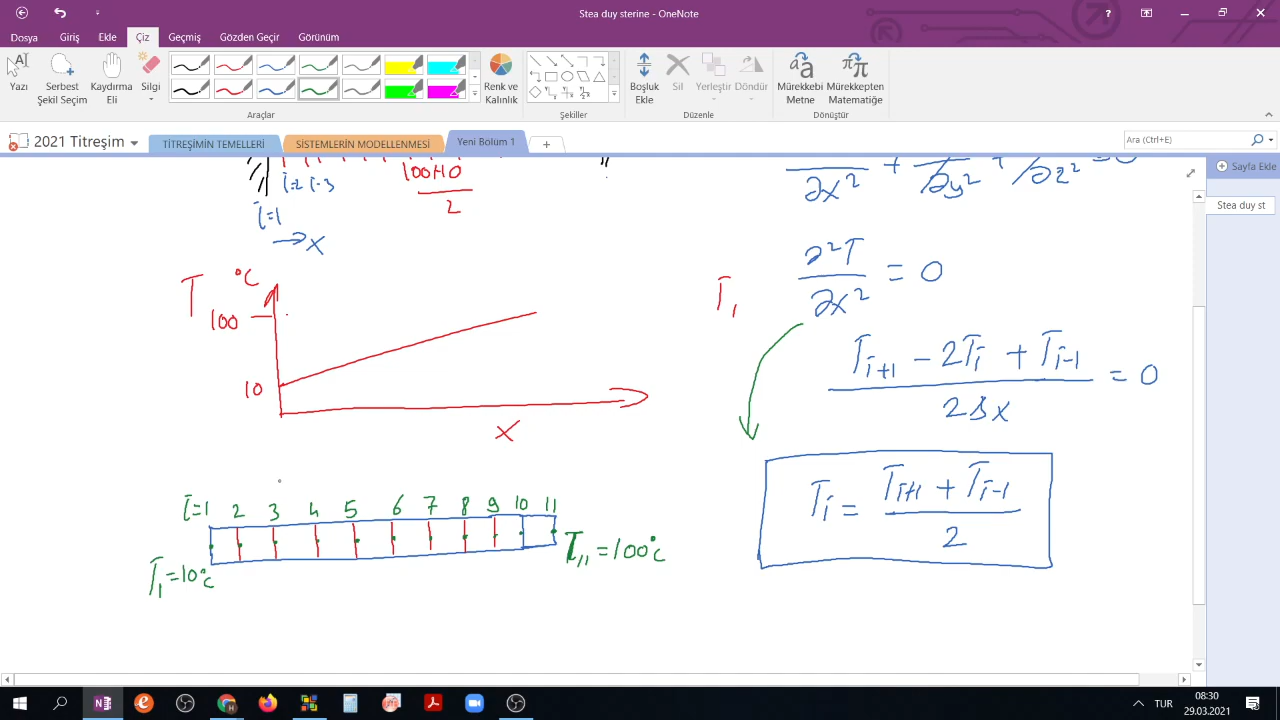 Stea duy sterine - OneNote
Dosya Giriş Ekle Çiz Geçmiş Gözden Geçir Görünüm
Yazı
Serbest Şekil Seçim
Kaydırma Eli
Silgi
Renk ve Kalınlık
Boşluk Ekle
Sil
Yerleştir
Döndür
Mürekkebi Metne
Mürekkepten Matematiğe
Araçlar
Şekiller
Düzenle
Dönüştür
2021 Titreşim
TİTREŞİMİN TEMELLERİ
SİSTEMLERİN MODELLENMESİ
Yeni Bölüm 1
Ara (Ctrl+E)
Sayfa Ekle
Stea duy st
i=2 i=3
100+10
2
i=1
→ x
∂x² + ∂y² + ∂z² = 0
T °C
100
10
x
T₁
∂²T/∂x² = 0
(Tᵢ₊₁ - 2Tᵢ + Tᵢ₋₁)/(2Δx) = 0
Tᵢ = (Tᵢ₊₁ + Tᵢ₋₁)/2
i=1 2 3 4 5 6 7 8 9 10 11
T₁=10°C
T₁₁=100°C
TUR
08:30
29.03.2021